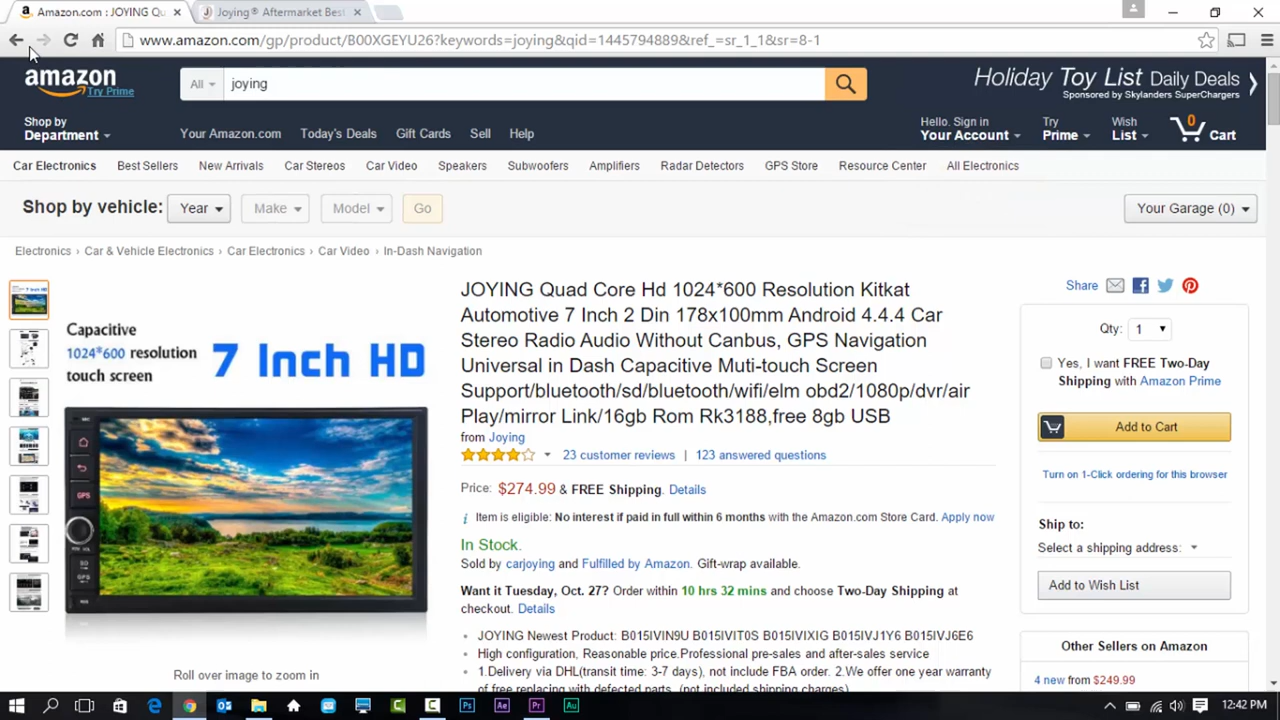 Amazon.com : JOYING Qu
Joying® Aftermarket Bes
www.amazon.com/gp/product/B00XGEYU26?keywords=joying&qid=1445794889&ref_=sr_1_1&sr=8-1
amazon
Try Prime
All
joying
Holiday Toy List Daily Deals
Sponsored by Skylanders SuperChargers
Shop by
Department
Your Amazon.com
Today's Deals
Gift Cards
Sell
Help
Hello. Sign in
Your Account
Try
Prime
Wish
List
0
Cart
Car Electronics
Best Sellers
New Arrivals
Car Stereos
Car Video
Speakers
Subwoofers
Amplifiers
Radar Detectors
GPS Store
Resource Center
All Electronics
Shop by vehicle:
Year
Make
Model
Go
Your Garage (0)
Electronics › Car & Vehicle Electronics › Car Electronics › Car Video › In-Dash Navigation
Capacitive
1024*600 resolution
touch screen
7 Inch HD
GPS
Roll over image to zoom in
JOYING Quad Core Hd 1024*600 Resolution Kitkat
Automotive 7 Inch 2 Din 178x100mm Android 4.4.4 Car
Stereo Radio Audio Without Canbus, GPS Navigation
Universal in Dash Capacitive Muti-touch Screen
Support/bluetooth/sd/bluetooth/wifi/elm obd2/1080p/dvr/air
Play/mirror Link/16gb Rom Rk3188,free 8gb USB
from Joying
23 customer reviews | 123 answered questions
Price: $274.99 & FREE Shipping. Details
Item is eligible: No interest if paid in full within 6 months with the Amazon.com Store Card. Apply now
In Stock.
Sold by carjoying and Fulfilled by Amazon. Gift-wrap available.
Want it Tuesday, Oct. 27? Order within 10 hrs 32 mins and choose Two-Day Shipping at
checkout. Details
JOYING Newest Product: B015IVIN9U B015IVIT0S B015IVIXIG B015IVJ1Y6 B015IVJ6E6
High configuration, Reasonable price.Professional pre-sales and after-sales service
1.Delivery via DHL(transit time: 3-7 days), not include FBA order. 2.We offer one year warranty
of free replacing with defected parts. (not included shipping charges)
Share
Qty: 1
Yes, I want FREE Two-Day
Shipping with Amazon Prime
Add to Cart
Turn on 1-Click ordering for this browser
Ship to:
Select a shipping address:
Add to Wish List
Other Sellers on Amazon
4 new from $249.99
12:42 PM